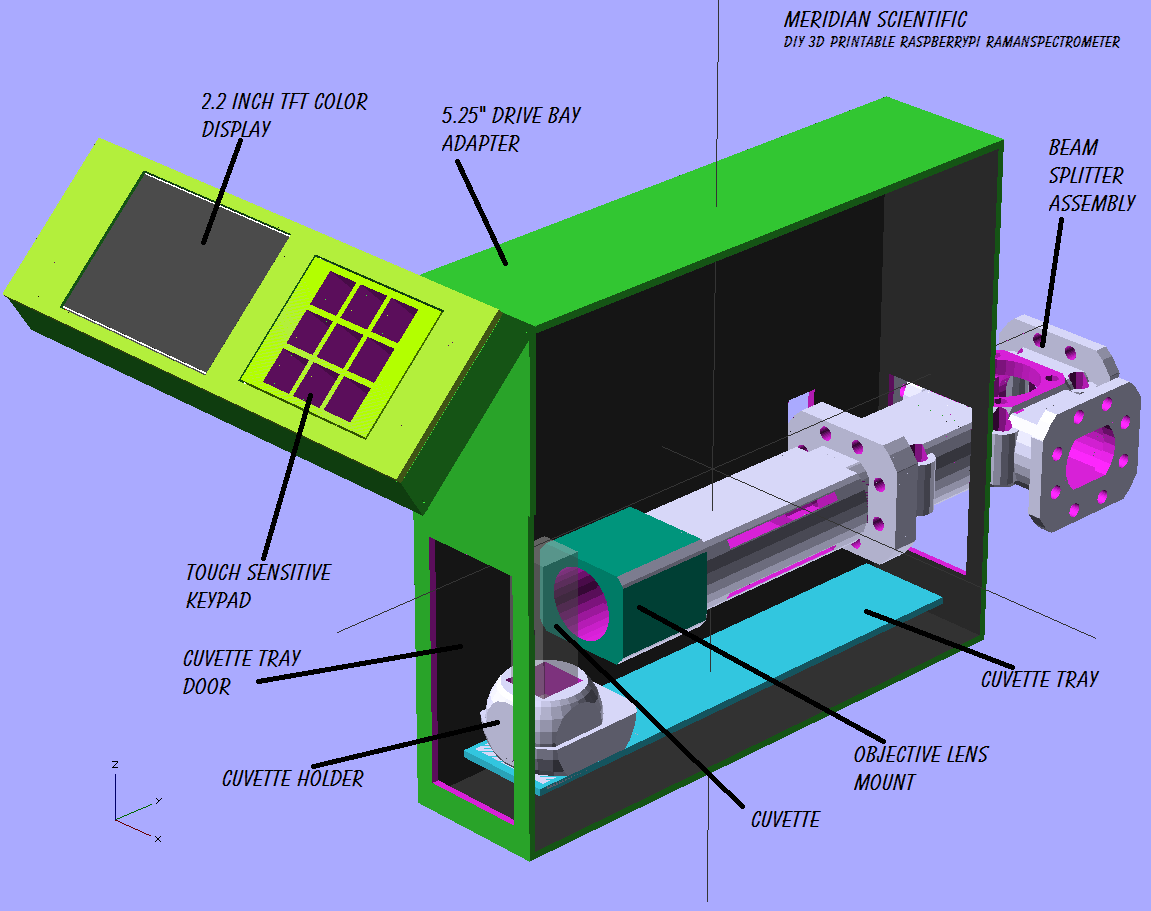 MERIDIAN SCIENTIFIC
DIY 3D PRINTABLE RASPBERRYPI RAMANSPECTROMETER
2.2 INCH TFT COLOR
DISPLAY
5.25" DRIVE BAY
ADAPTER
BEAM
SPLITTER
ASSEMBLY
TOUCH SENSITIVE
KEYPAD
CUVETTE TRAY
DOOR
CUVETTE TRAY
CUVETTE HOLDER
OBJECTIVE LENS
MOUNT
CUVETTE
z
y
x